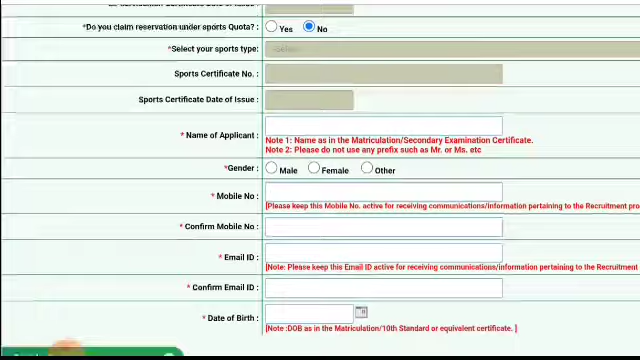 *Do you claim reservation under sports Quota? : Yes No
*Select your sports type: Select
Sports Certificate No. :
Sports Certificate Date of Issue :
* Name of Applicant :
Note 1: Name as in the Matriculation/Secondary Examination Certificate.
Note 2: Please do not use any prefix such as Mr. or Ms. etc
*Gender : Male Female Other
* Mobile No :
[Please keep this Mobile No. active for receiving communications/information pertaining to the Recruitment pro
* Confirm Mobile No :
* Email ID :
[Note: Please keep this Email ID active for receiving communications/information pertaining to the Recruitment
* Confirm Email ID :
* Date of Birth :
[Note :DOB as in the Matriculation/10th Standard or equivalent certificate. ]